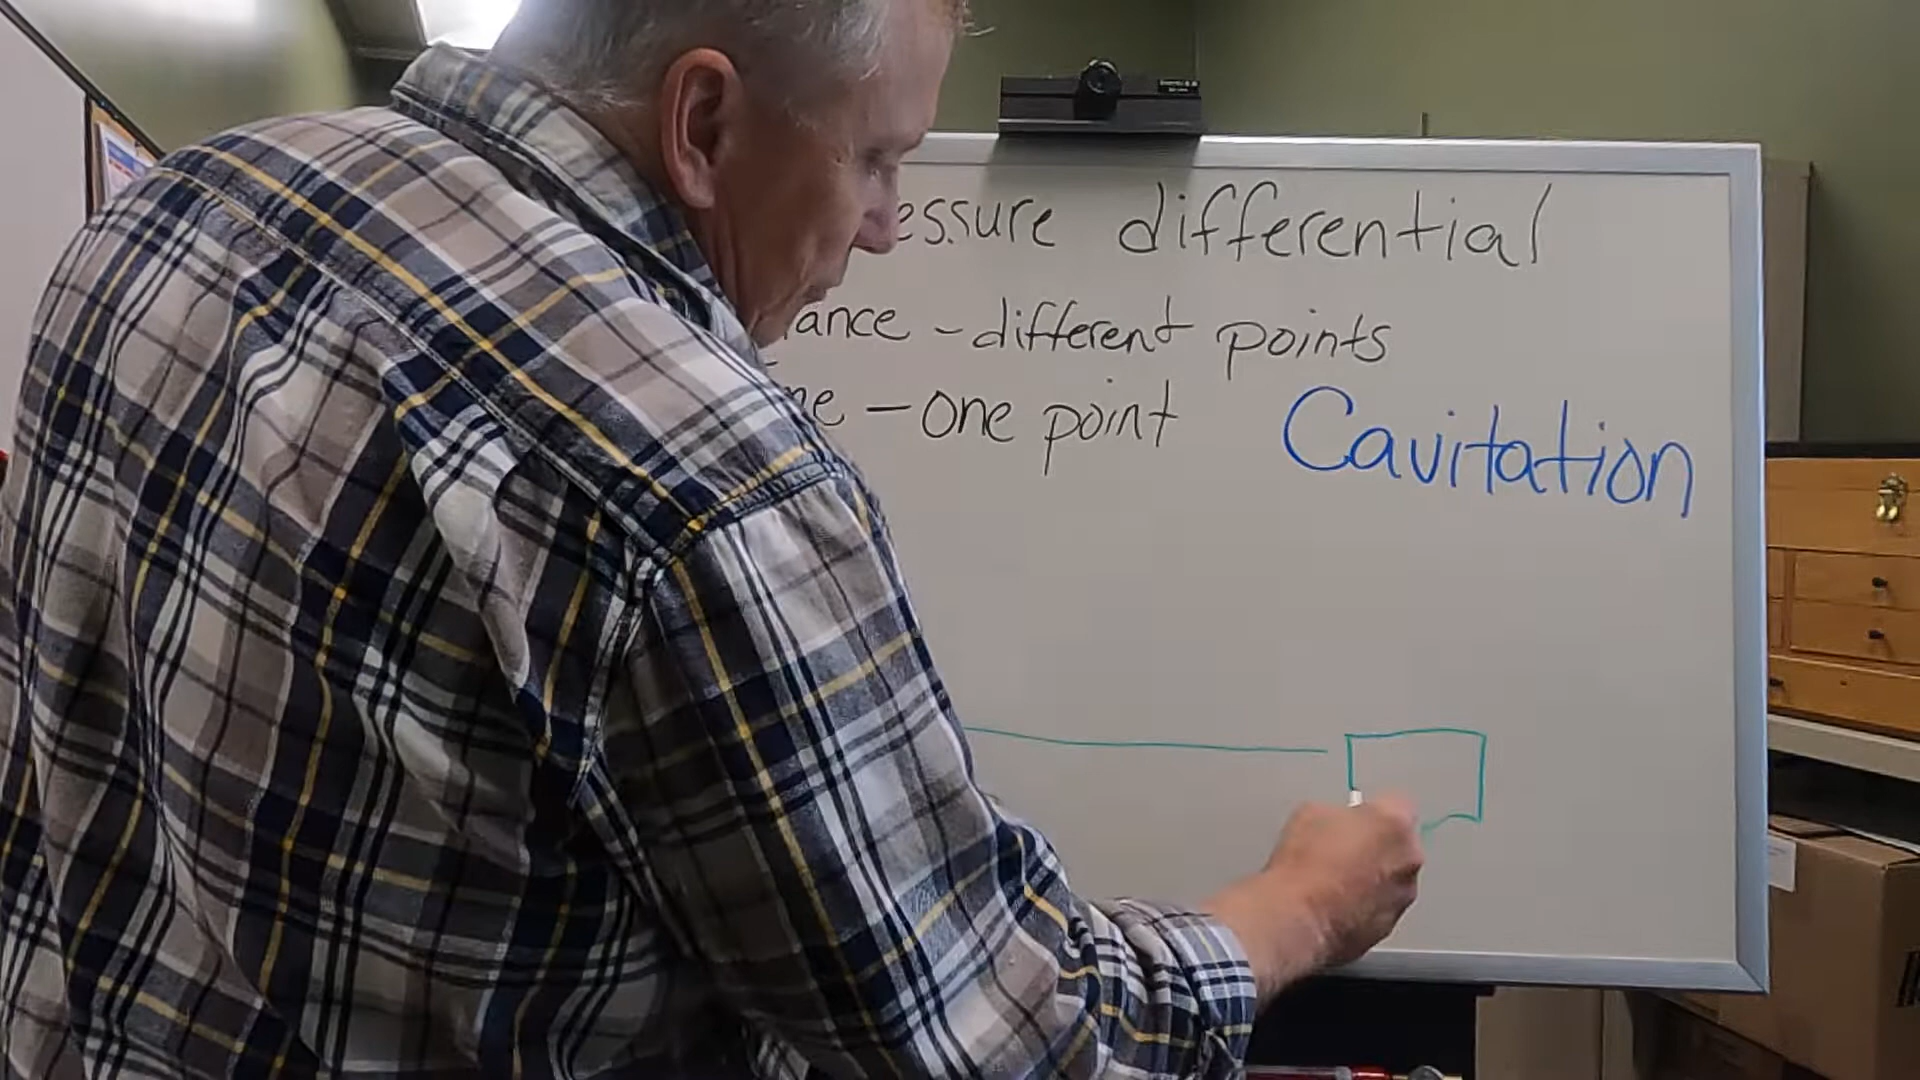 essure differential
ance - different points
ne - one point
Cavitation